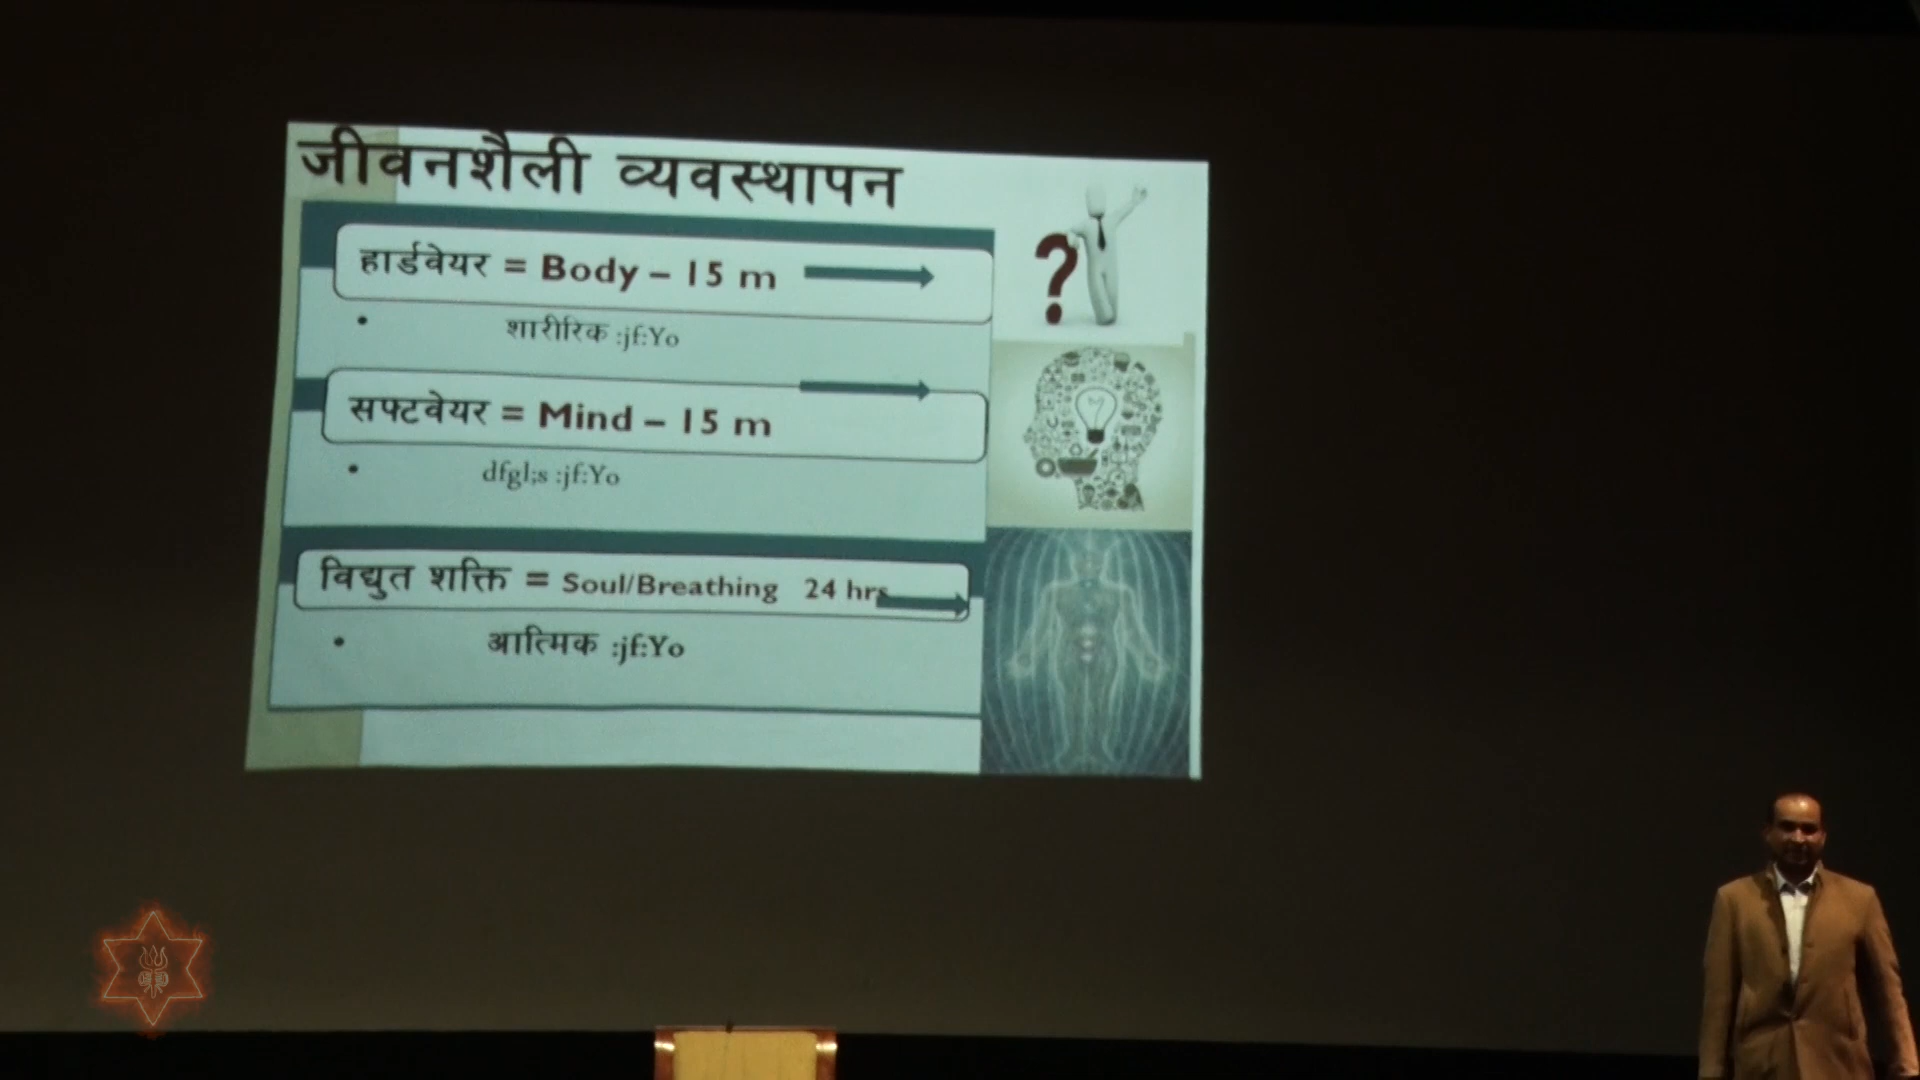 जीवनशैली व्यवस्थापन
हार्डवेयर = Body – 15 m
• शारीरिक :jf:Yo
सफ्टवेयर = Mind – 15 m
• dfgl;s :jf:Yo
विद्युत शक्ति = Soul/Breathing 24 hrs
• आत्मिक :jf:Yo